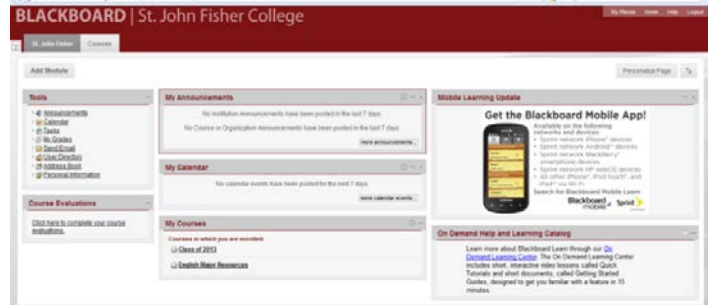 BLACKBOARD | St. John Fisher College
My Places Home Help Logout
St. John Fisher Courses
Add Module
Personalize Page
Tools
Announcements
Calendar
Tasks
My Grades
Send Email
User Directory
Address Book
Personal Information
Course Evaluations
Click here to complete your course
evaluations.
My Announcements
No Institution Announcements have been posted in the last 7 days.
No Course or Organization Announcements have been posted in the last 7 days.
more announcements...
My Calendar
No calendar events have been posted for the next 7 days.
more calendar events...
My Courses
Courses in which you are enrolled:
Class of 2013
English Major Resources
Mobile Learning Update
Get the Blackboard Mobile App!
Available on the following
networks and devices:
• Sprint network iPhone® devices
• Sprint network Android™ devices
• Sprint network BlackBerry®
smartphone devices
• Sprint network HP webOS devices
• All other iPhone®, iPod touch®, and
iPad™ via Wi-Fi
Search for Blackboard Mobile Learn
Blackboard mobile Sprint
On Demand Help and Learning Catalog
Learn more about Blackboard Learn through our On
Demand Learning Center. The On Demand Learning Center
includes short, interactive video lessons called Quick
Tutorials and short documents, called Getting Started
Guides, designed to get you familiar with a feature in 15
minutes.